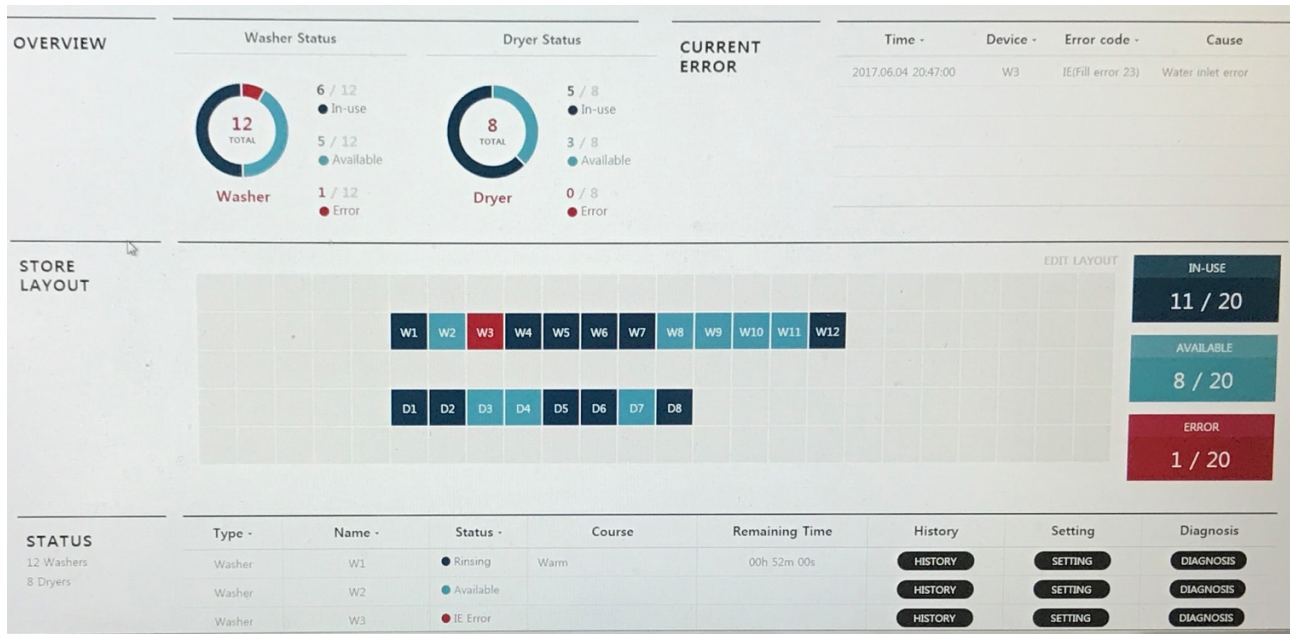 OVERVIEW
Washer Status
12
TOTAL
Washer
6 / 12
In-use
5 / 12
Available
1 / 12
Error
Dryer Status
8
TOTAL
Dryer
5 / 8
In-use
3 / 8
Available
0 / 8
Error
CURRENT
ERROR
Time Device Error code Cause
2017.06.04 20:47:00 W3 IE(Fill error 23) Water inlet error
STORE
LAYOUT
EDIT LAYOUT
W1 W2 W3 W4 W5 W6 W7 W8 W9 W10 W11 W12
D1 D2 D3 D4 D5 D6 D7 D8
IN-USE
11 / 20
AVAILABLE
8 / 20
ERROR
1 / 20
STATUS
12 Washers
8 Dryers
Type Name Status Course Remaining Time History Setting Diagnosis
Washer W1 Rinsing Warm 00h 52m 00s HISTORY SETTING DIAGNOSIS
Washer W2 Available HISTORY SETTING DIAGNOSIS
Washer W3 IE Error HISTORY SETTING DIAGNOSIS